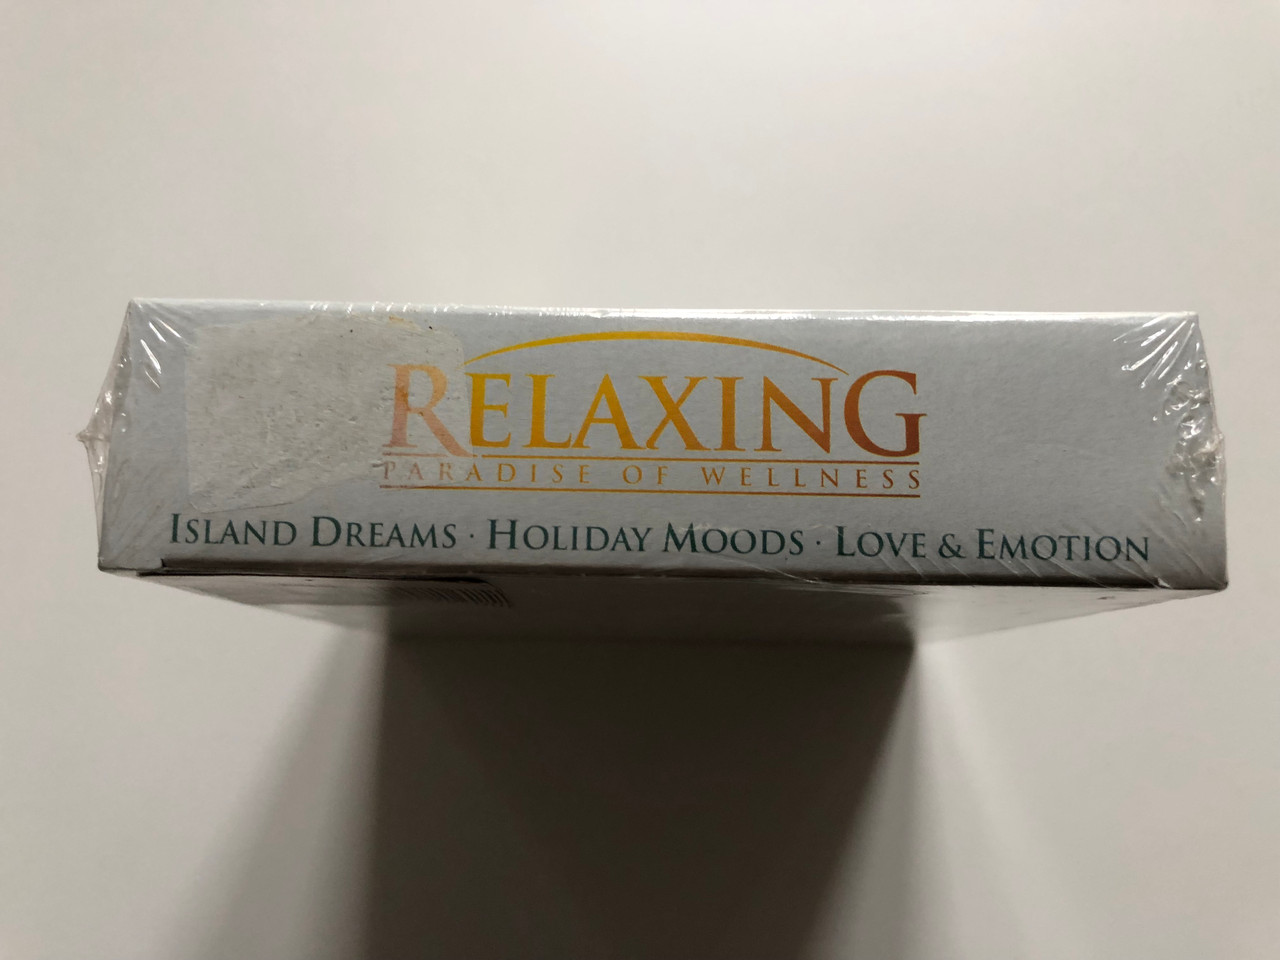 RELAXING
PARADISE OF WELLNESS
ISLAND DREAMS · HOLIDAY MOODS · LOVE & EMOTION